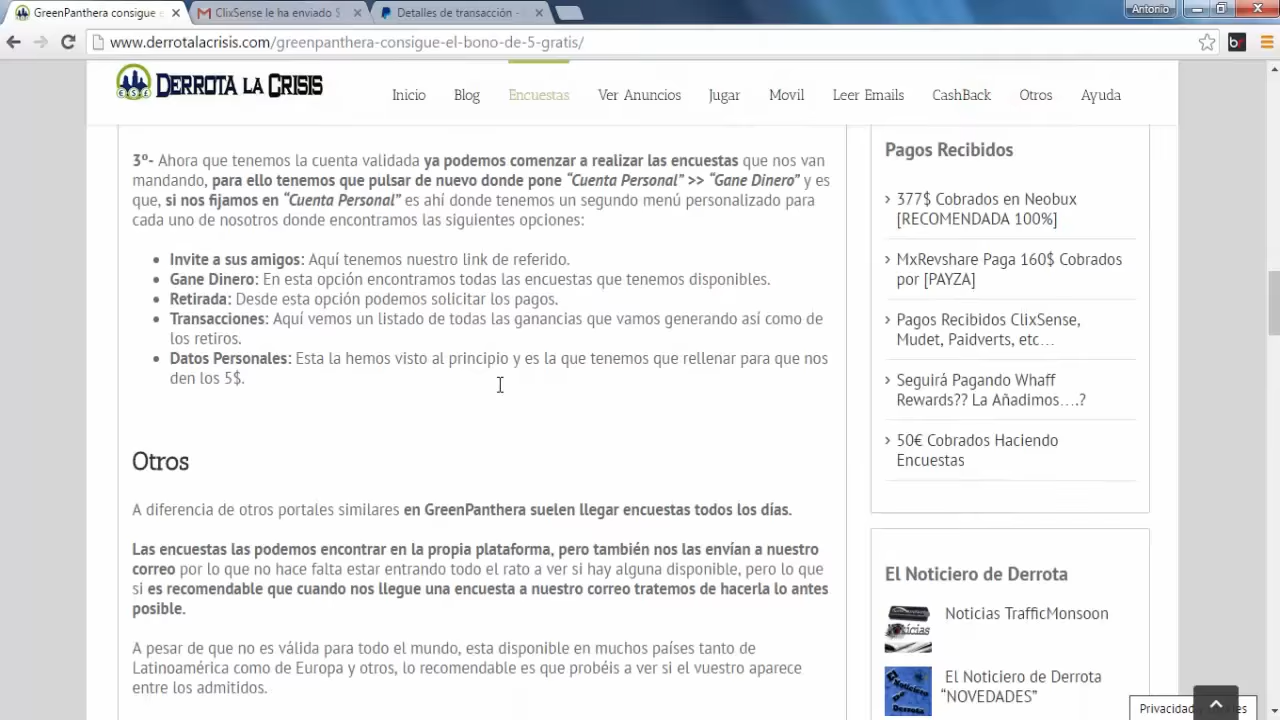 GreenPanthera consigue e
ClixSense le ha enviado 5
Detalles de transacción -
Antonio
www.derrotalacrisis.com/greenpanthera-consigue-el-bono-de-5-gratis/
DERROTA LA CRISIS
Inicio Blog Encuestas Ver Anuncios Jugar Movil Leer Emails CashBack Otros Ayuda
3º- Ahora que tenemos la cuenta validada ya podemos comenzar a realizar las encuestas que nos van
mandando, para ello tenemos que pulsar de nuevo donde pone “Cuenta Personal” >> “Gane Dinero” y es
que, si nos fijamos en “Cuenta Personal” es ahí donde tenemos un segundo menú personalizado para
cada uno de nosotros donde encontramos las siguientes opciones:
• Invite a sus amigos: Aquí tenemos nuestro link de referido.
• Gane Dinero: En esta opción encontramos todas las encuestas que tenemos disponibles.
• Retirada: Desde esta opción podemos solicitar los pagos.
• Transacciones: Aquí vemos un listado de todas las ganancias que vamos generando así como de
los retiros.
• Datos Personales: Esta la hemos visto al principio y es la que tenemos que rellenar para que nos
den los 5$.
Otros
A diferencia de otros portales similares en GreenPanthera suelen llegar encuestas todos los días.
Las encuestas las podemos encontrar en la propia plataforma, pero también nos las envían a nuestro
correo por lo que no hace falta estar entrando todo el rato a ver si hay alguna disponible, pero lo que
si es recomendable que cuando nos llegue una encuesta a nuestro correo tratemos de hacerla lo antes
posible.
A pesar de que no es válida para todo el mundo, esta disponible en muchos países tanto de
Latinoamérica como de Europa y otros, lo recomendable es que probéis a ver si el vuestro aparece
entre los admitidos.
Pagos Recibidos
377$ Cobrados en Neobux
[RECOMENDADA 100%]
MxRevshare Paga 160$ Cobrados
por [PAYZA]
Pagos Recibidos ClixSense,
Mudet, Paidverts, etc…
Seguirá Pagando Whaff
Rewards?? La Añadimos….?
50€ Cobrados Haciendo
Encuestas
El Noticiero de Derrota
Noticias TrafficMonsoon
El Noticiero de Derrota
“NOVEDADES”
Privacidad